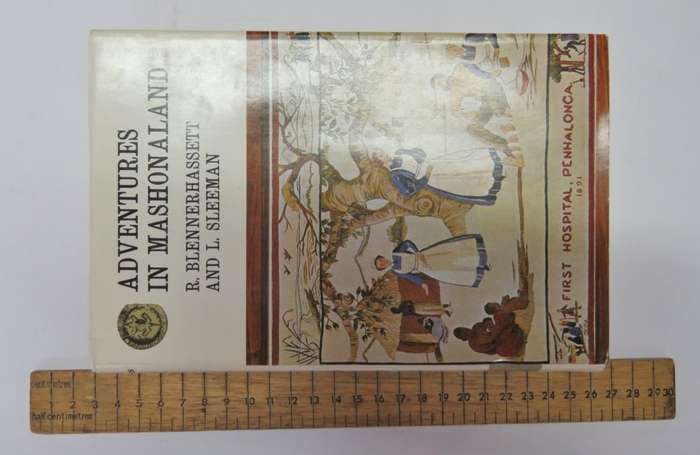 ADVENTURES
IN MASHONALAND
R. BLENNERHASSETT
AND L. SLEEMAN
FIRST HOSPITAL, PENHALONGA,
1891
centimetres
half centimetres
1 2 3 4 5 6 7 8 9 10 11 12 13 14 15 16 17 18 19 20 21 22 23 24 25 26 27 28 29 30